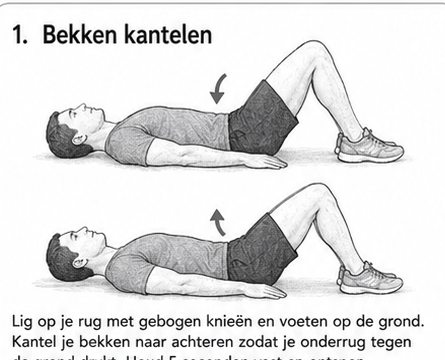 1. Bekken kantelen
Lig op je rug met gebogen knieën en voeten op de grond.
Kantel je bekken naar achteren zodat je onderrug tegen
de grond drukt. Houd 5 seconden vast en ontspan.